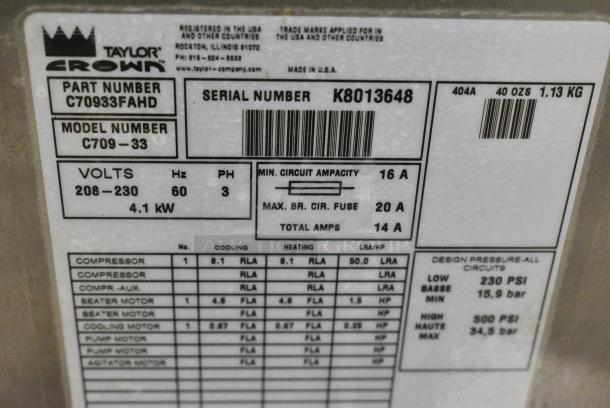 TAYLOR®
CROWN™
REGISTERED IN THE USA
AND OTHER COUNTRIES
ROCKTON, ILLINOIS 61072
www.taylor-company.com
TRADE MARKS APPLIED FOR IN
THE USA AND OTHER COUNTRIES
MADE IN U.S.A.
PART NUMBER
C70933FAHD
MODEL NUMBER
C709-33
SERIAL NUMBER K8013648
404A 40 OZS 1.13 KG
VOLTS Hz PH
208-230 60 3
4.1 kW
MIN. CIRCUIT AMPACITY 16 A
MAX. BR. CIR. FUSE 20 A
TOTAL AMPS 14 A
No. COOLING HEATING LRA/HP
COMPRESSOR 1 8.1 RLA 8.1 RLA 50.0 LRA
COMPRESSOR RLA RLA LRA
COMPR.-AUX. RLA RLA LRA
BEATER MOTOR 1 4.8 FLA 4.8 FLA 1.5 HP
BEATER MOTOR FLA FLA HP
COOLING MOTOR 1 0.67 FLA 0.67 FLA 0.25 HP
PUMP MOTOR FLA FLA HP
PUMP MOTOR FLA FLA HP
AGITATOR MOTOR FLA FLA HP
DESIGN PRESSURE-ALL
CIRCUITS
LOW 230 PSI
BASSE 15,9 bar
MIN
HIGH 500 PSI
HAUTE 34,5 bar
MAX